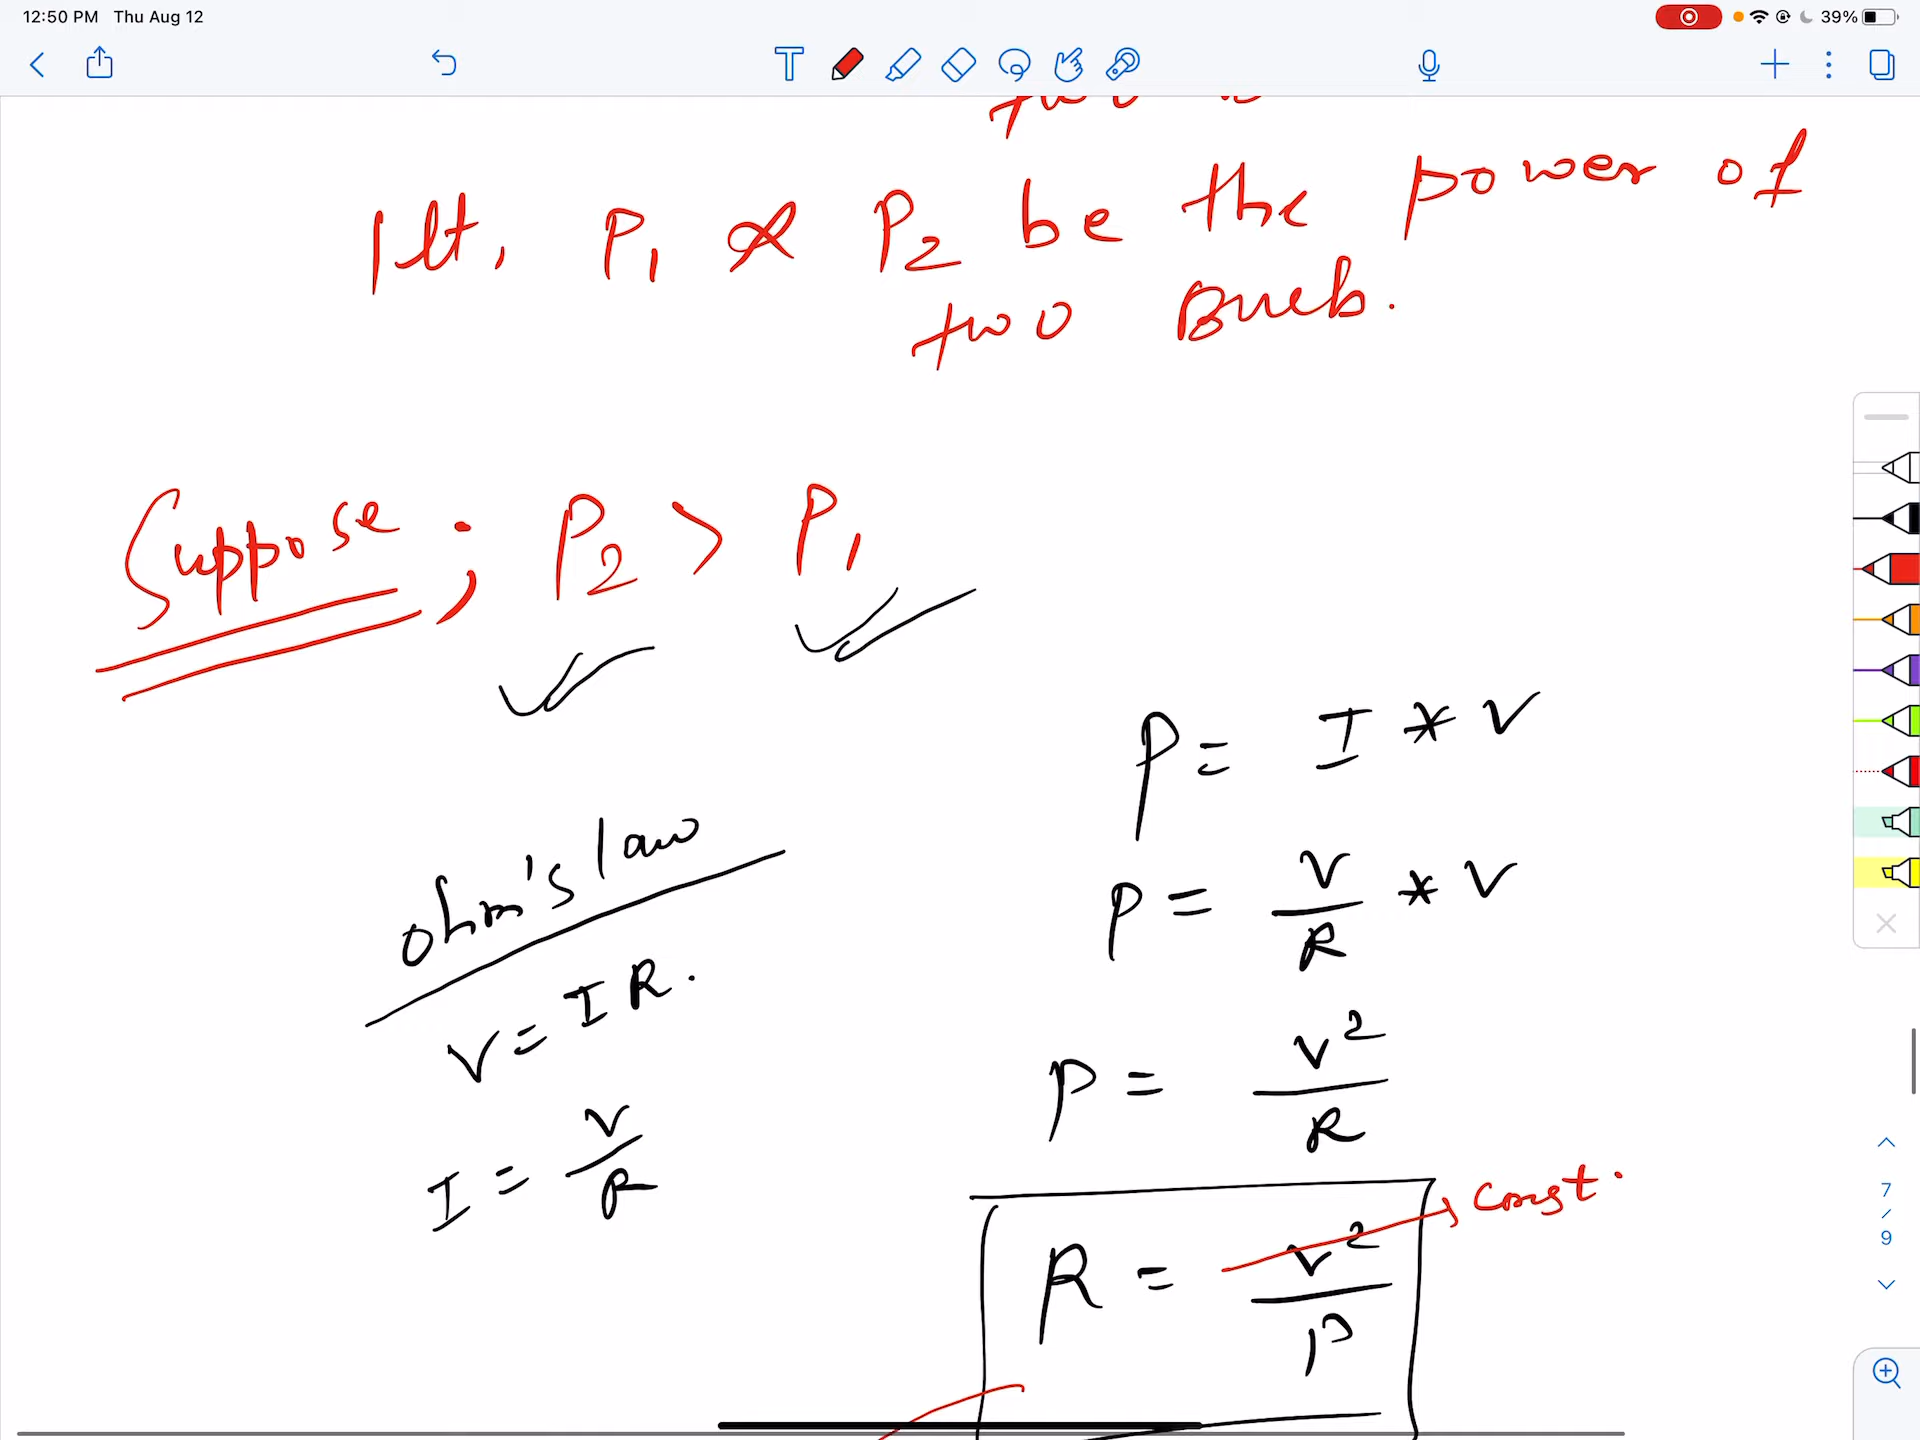 12:50 PM Thu Aug 12
39%
let, P1 & P2 be the power of
two Bulb.
Suppose; P2 > P1
P = I * V
ohm's law
P = V/R * V
V = IR.
P = V²/R
I = V/R
const.
R = V²/P
7
/
9